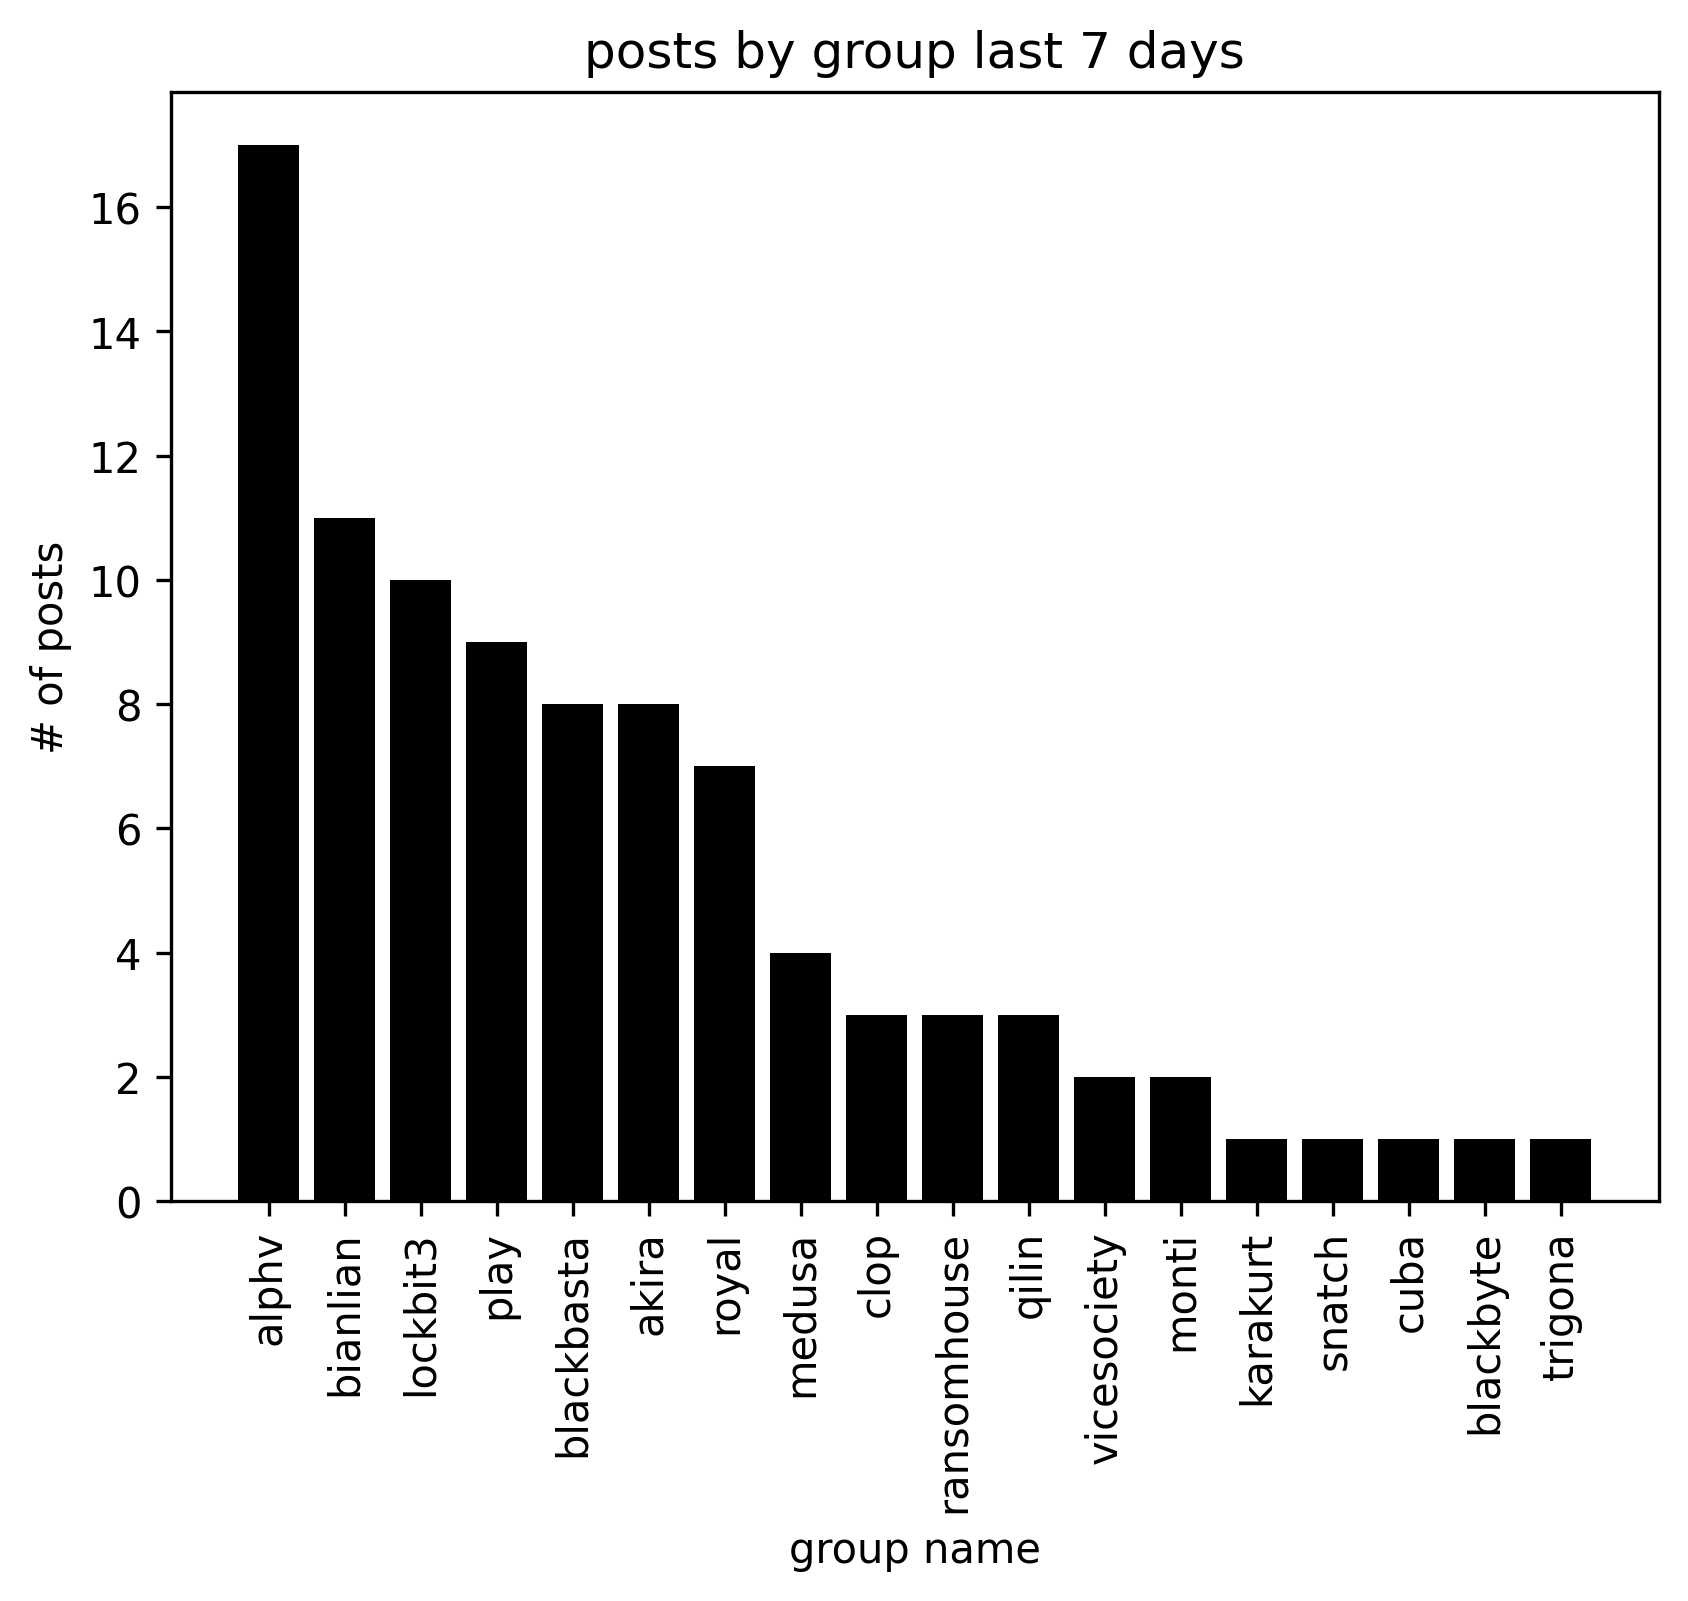 posts by group last 7 days
# of posts
16
14
12
10
8
6
4
2
0
alphv
bianlian
lockbit3
play
blackbasta
akira
royal
medusa
clop
ransomhouse
qilin
vicesociety
monti
karakurt
snatch
cuba
blackbyte
trigona
group name